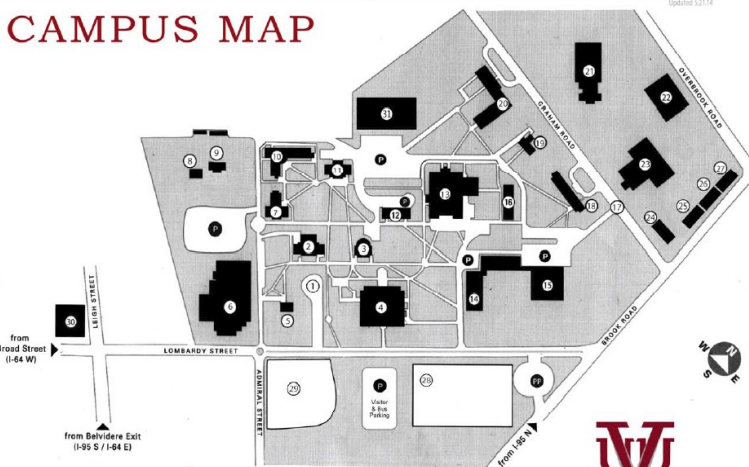 Updated 5.21.14
CAMPUS MAP
31
20
21
22
OVERBROOK ROAD
GRAHAM ROAD
8
9
10
11
P
19
23
13
7
P
12
16
18
17
27
26
25
24
P
2
3
P
P
6
1
4
14
15
5
30
LEIGH STREET
BROOK ROAD
from
Broad Street
(I-64 W)
LOMBARDY STREET
ADMIRAL STREET
29
P
Visitor
& Bus
Parking
28
PP
from Belvidere Exit
(I-95 S / I-64 E)
from I-95 N
W
N
S
E
VU